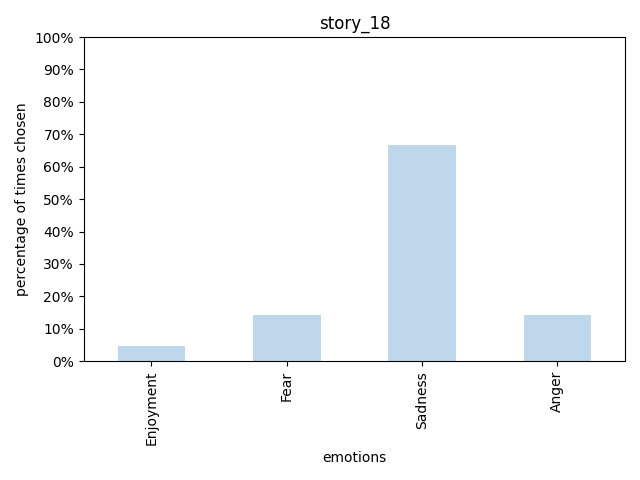 story_18
100%
90%
80%
70%
60%
50%
40%
30%
20%
10%
0%
percentage of times chosen
Enjoyment
Fear
Sadness
Anger
emotions